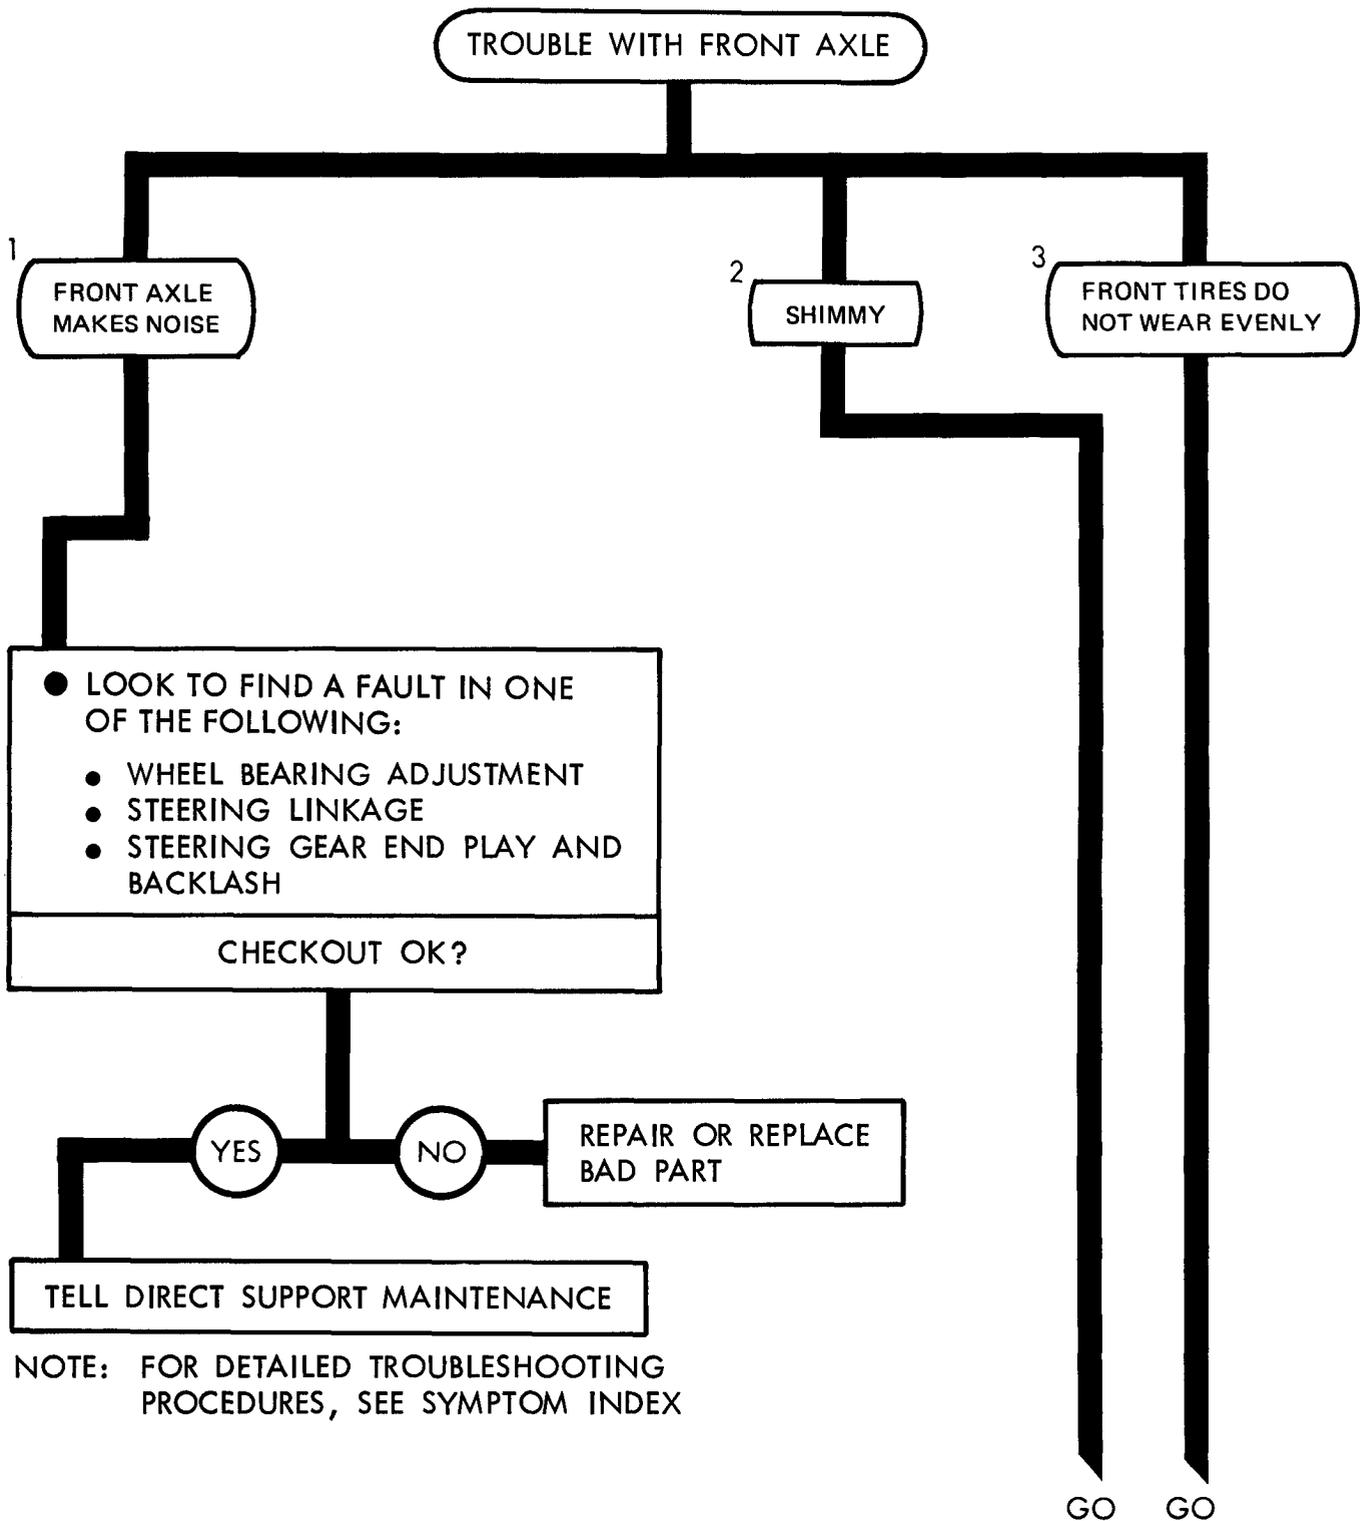 TROUBLE WITH FRONT AXLE
1
FRONT AXLE
MAKES NOISE
2
SHIMMY
3
FRONT TIRES DO
NOT WEAR EVENLY
● LOOK TO FIND A FAULT IN ONE
OF THE FOLLOWING:
● WHEEL BEARING ADJUSTMENT
● STEERING LINKAGE
● STEERING GEAR END PLAY AND
BACKLASH
CHECKOUT OK?
YES
NO
REPAIR OR REPLACE
BAD PART
TELL DIRECT SUPPORT MAINTENANCE
NOTE: FOR DETAILED TROUBLESHOOTING
PROCEDURES, SEE SYMPTOM INDEX
GO
GO